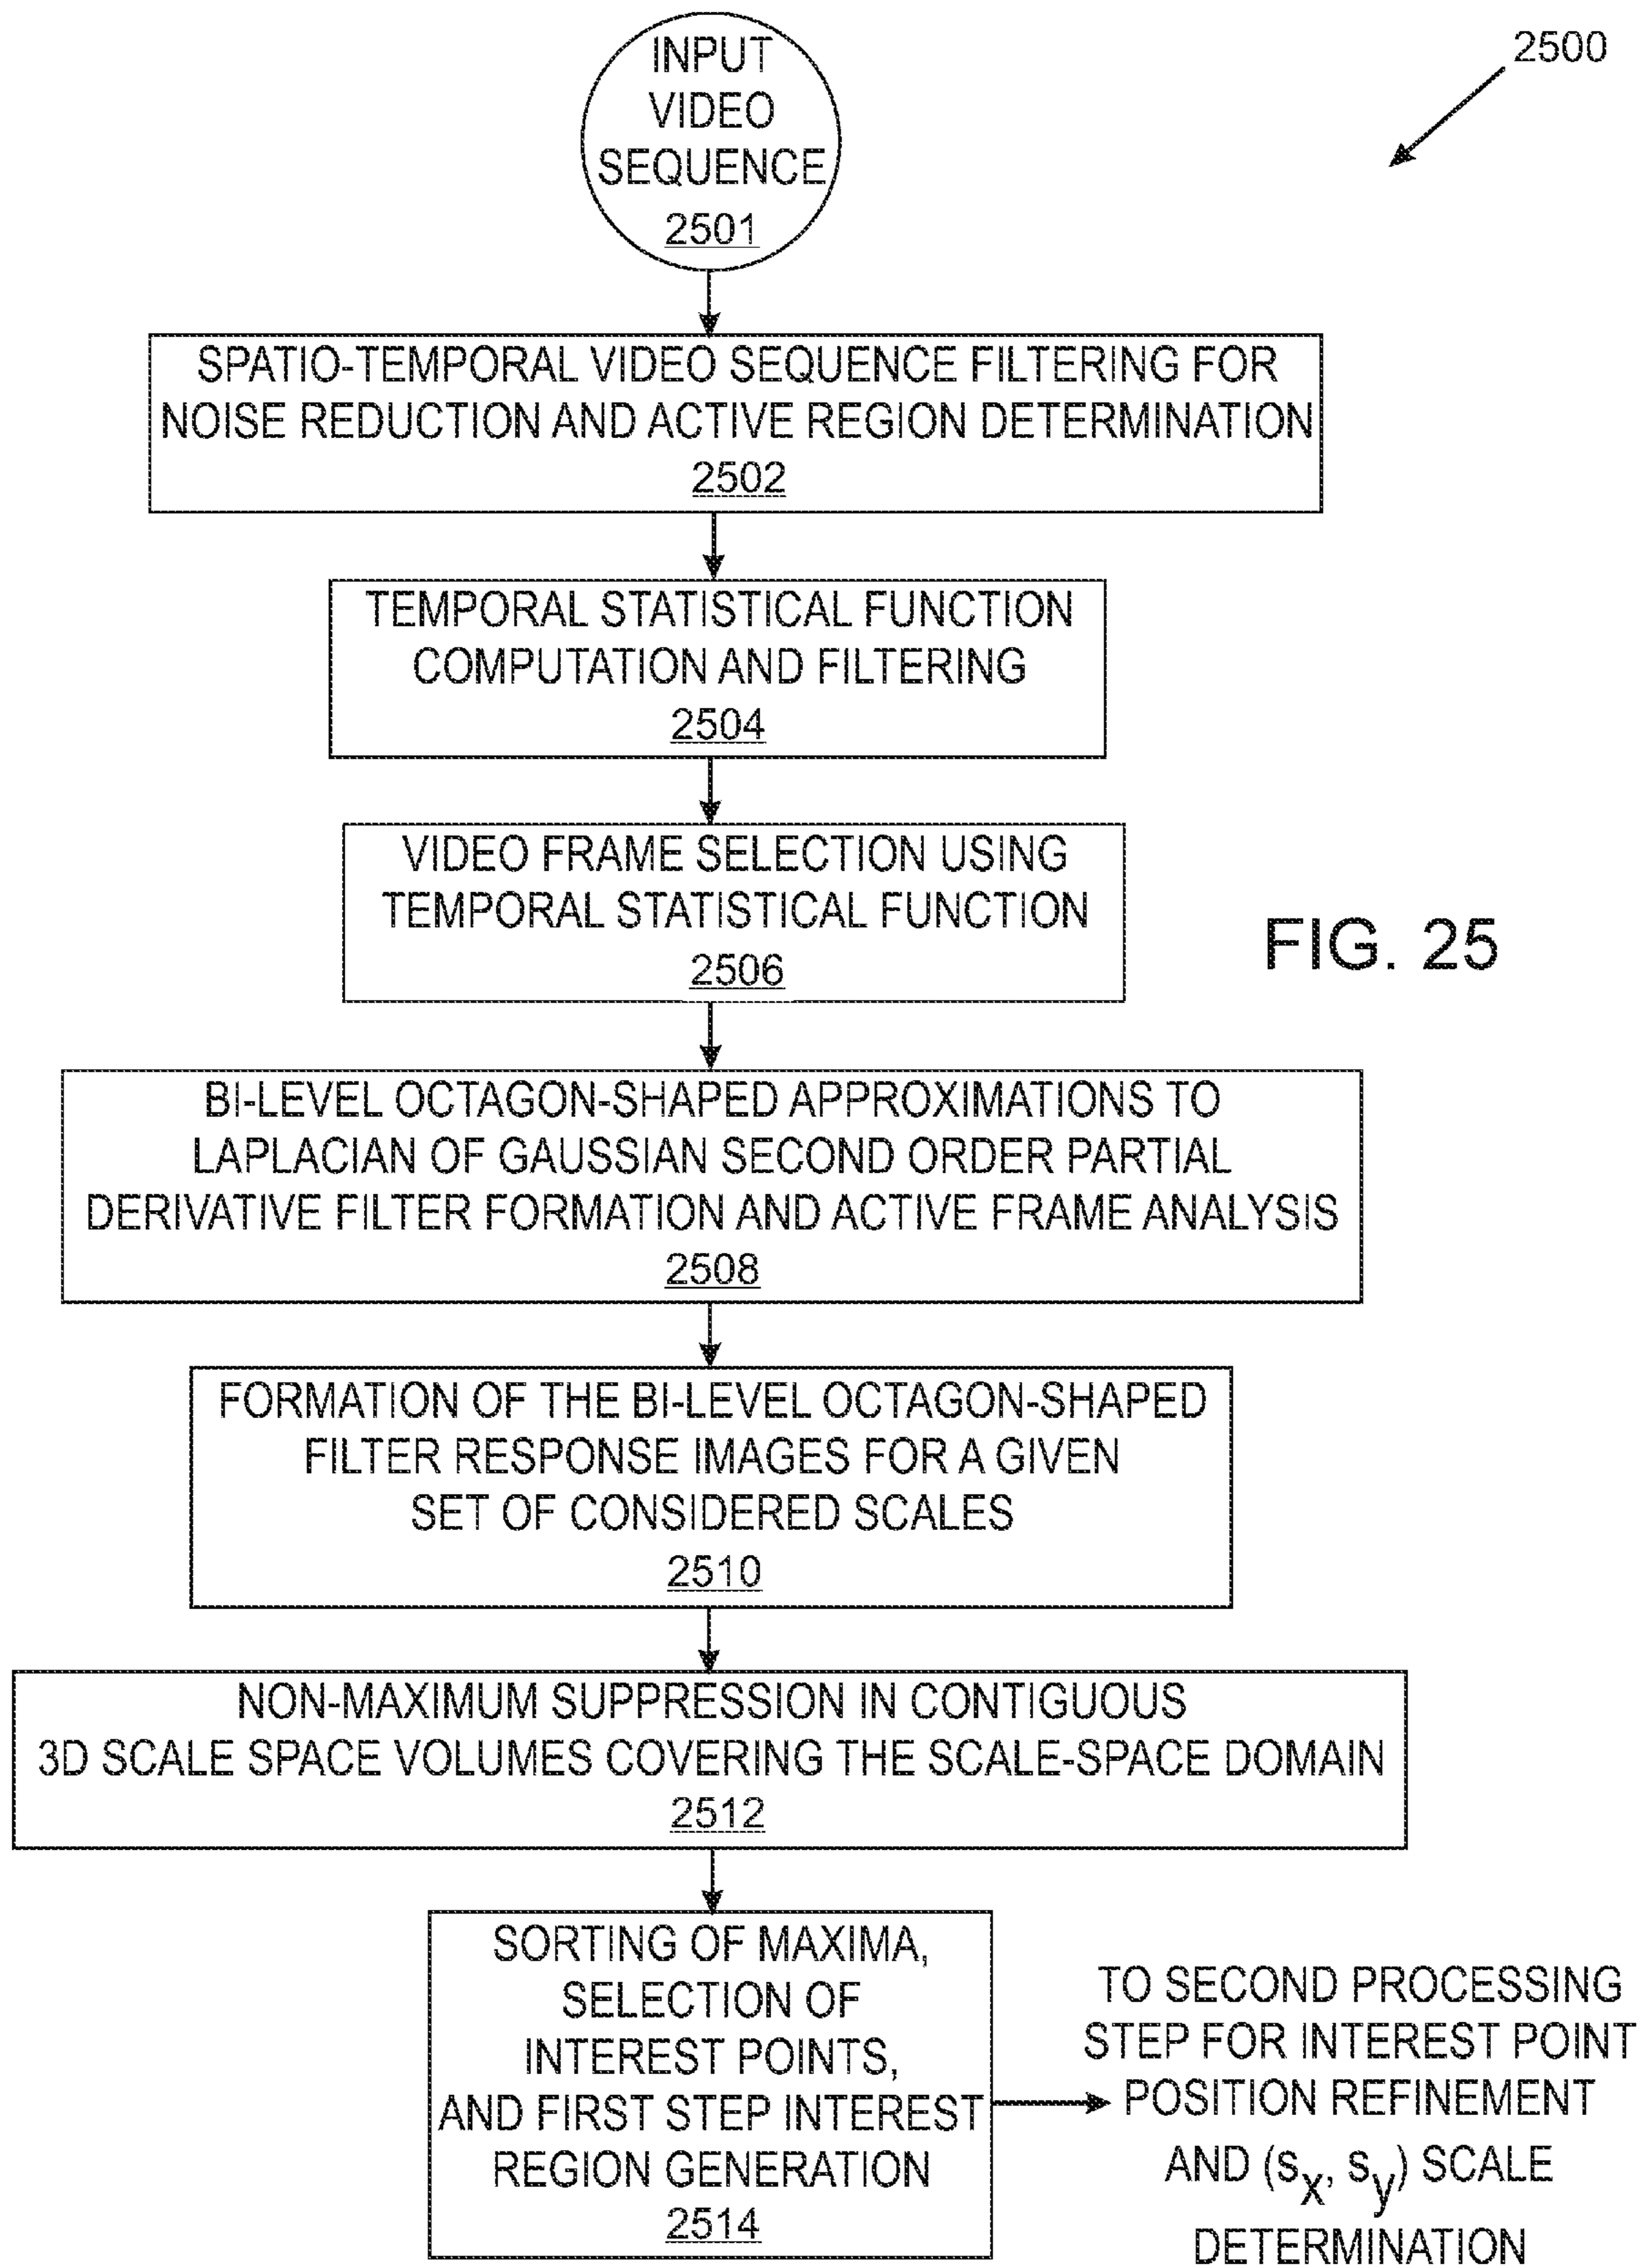 2500
INPUT
VIDEO
SEQUENCE
2501
SPATIO-TEMPORAL VIDEO SEQUENCE FILTERING FOR
NOISE REDUCTION AND ACTIVE REGION DETERMINATION
2502
TEMPORAL STATISTICAL FUNCTION
COMPUTATION AND FILTERING
2504
VIDEO FRAME SELECTION USING
TEMPORAL STATISTICAL FUNCTION
2506
FIG. 25
BI-LEVEL OCTAGON-SHAPED APPROXIMATIONS TO
LAPLACIAN OF GAUSSIAN SECOND ORDER PARTIAL
DERIVATIVE FILTER FORMATION AND ACTIVE FRAME ANALYSIS
2508
FORMATION OF THE BI-LEVEL OCTAGON-SHAPED
FILTER RESPONSE IMAGES FOR A GIVEN
SET OF CONSIDERED SCALES
2510
NON-MAXIMUM SUPPRESSION IN CONTIGUOUS
3D SCALE SPACE VOLUMES COVERING THE SCALE-SPACE DOMAIN
2512
SORTING OF MAXIMA,
SELECTION OF
INTEREST POINTS,
AND FIRST STEP INTEREST
REGION GENERATION
2514
TO SECOND PROCESSING
STEP FOR INTEREST POINT
POSITION REFINEMENT
AND (sx, sy) SCALE
DETERMINATION